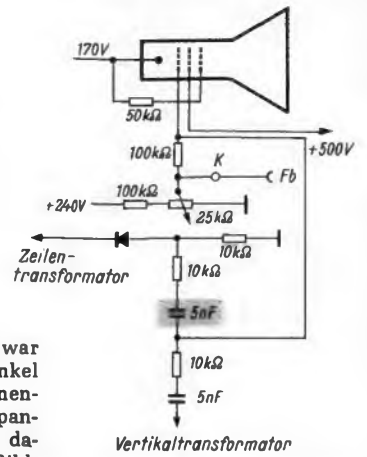 170V
50kΩ
+500V
100kΩ
K
Fb
100kΩ
+240V
25kΩ
10kΩ
Zeilen-
transformator
10kΩ
5nF
10kΩ
5nF
Vertikaltransformator
war
nkel
nen-
pan-
da-